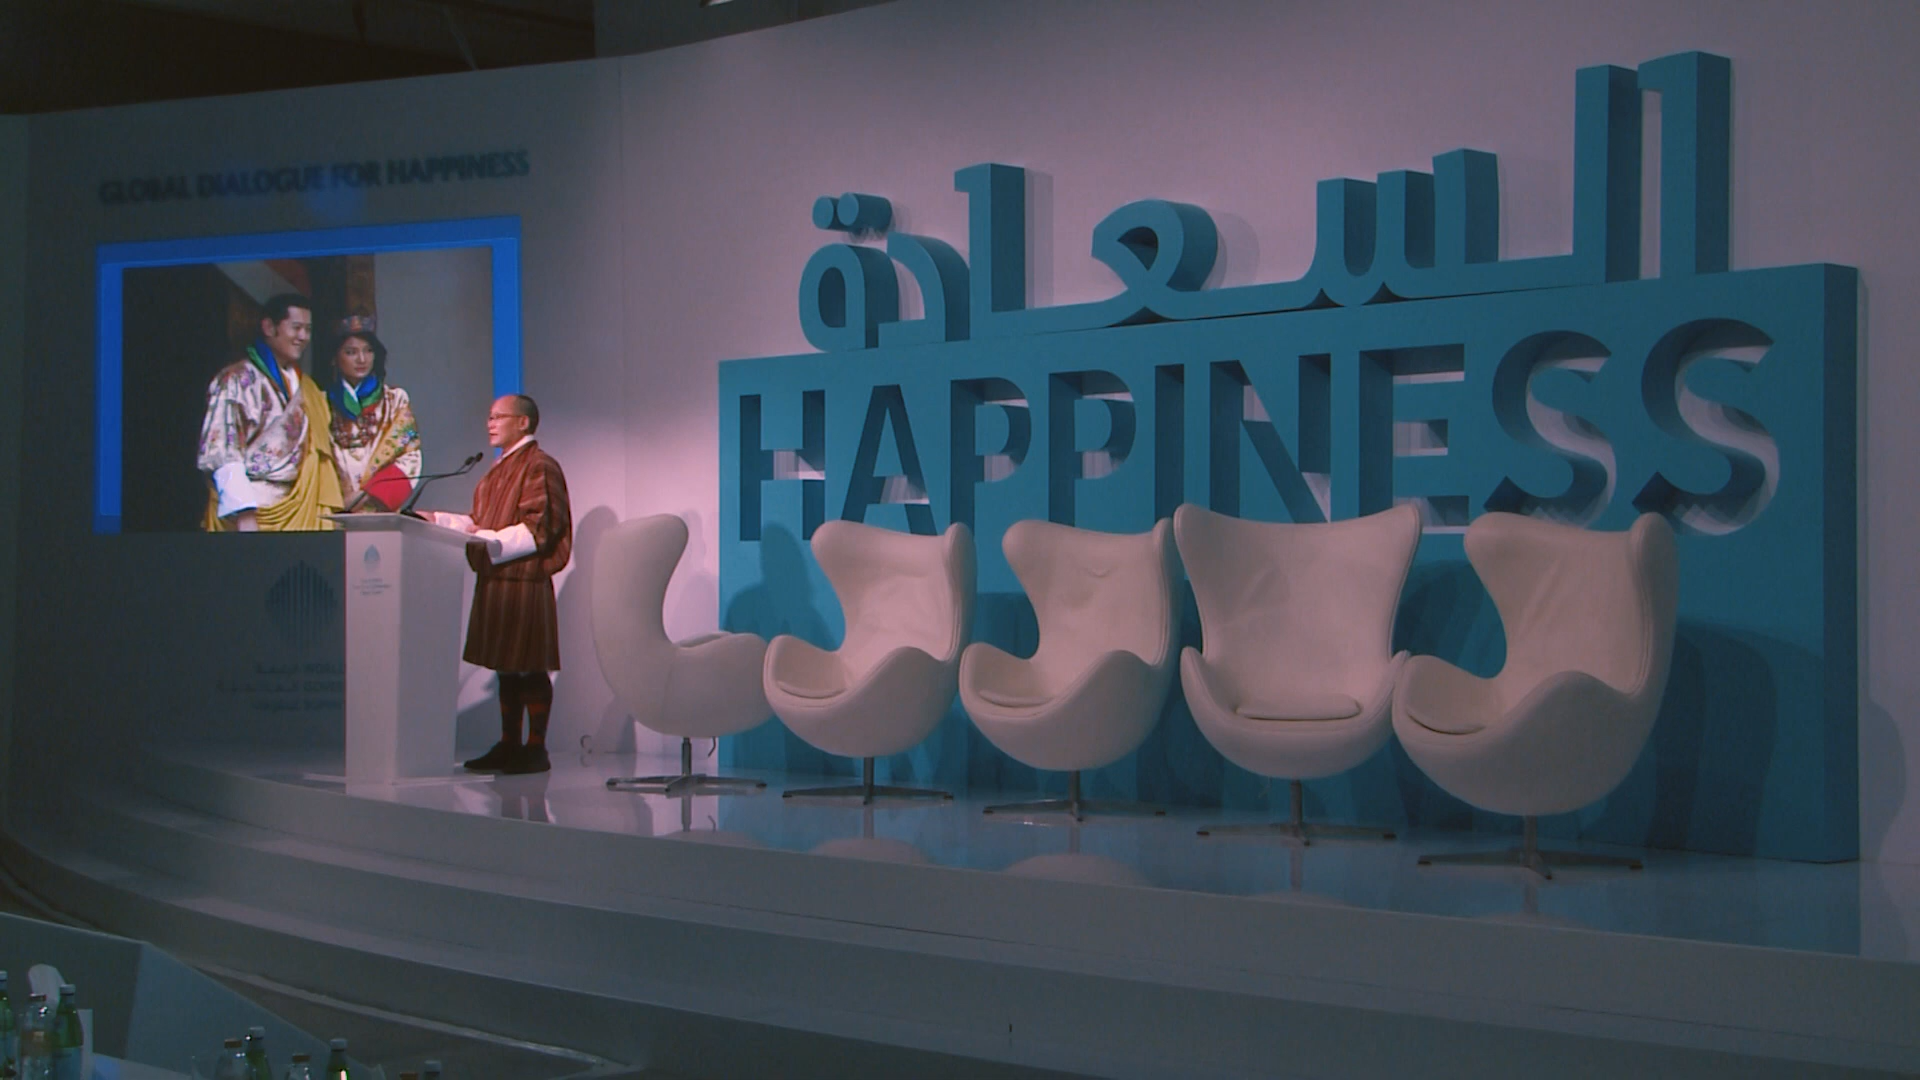 GLOBAL DIALOGUE FOR HAPPINESS
السعادة
HAPPINESS